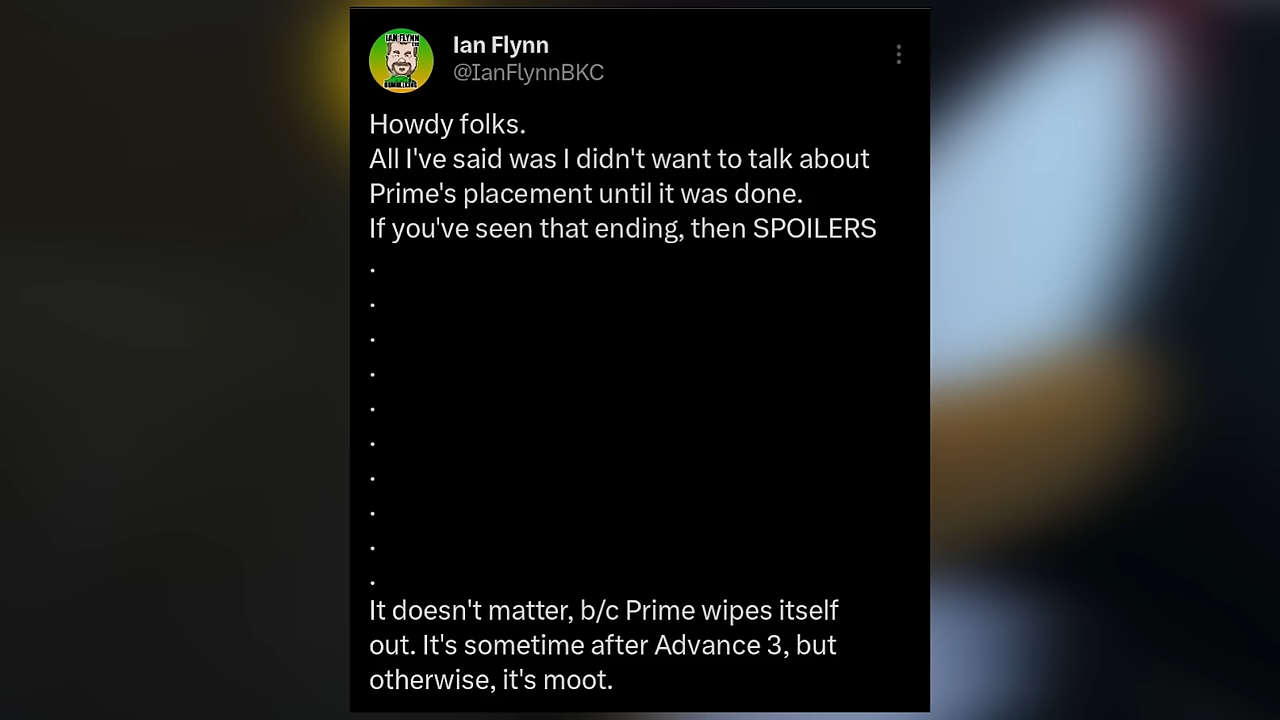 Ian Flynn
@IanFlynnBKC
Howdy folks.
All I've said was I didn't want to talk about
Prime's placement until it was done.
If you've seen that ending, then SPOILERS
.
.
.
.
.
.
.
.
.
.
It doesn't matter, b/c Prime wipes itself
out. It's sometime after Advance 3, but
otherwise, it's moot.